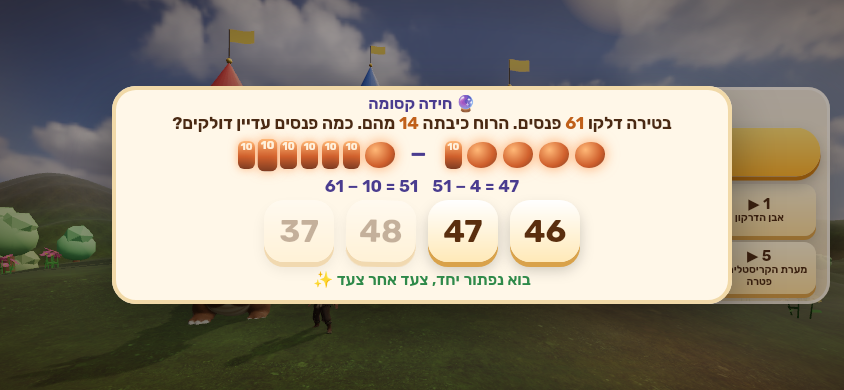 🔮 חידה קסומה
בטירה דלקו 61 פנסים. הרוח כיבתה 14 מהם. כמה פנסים עדיין דולקים?
10 10 10 10 10 10 – 10
61 – 10 = 51   51 – 4 = 47
37 48 47 46
בוא נפתור יחד, צעד אחר צעד ✨
▶ 1
אבן הדרקון
▶ 5
מערת הקריסטלים
פטרה